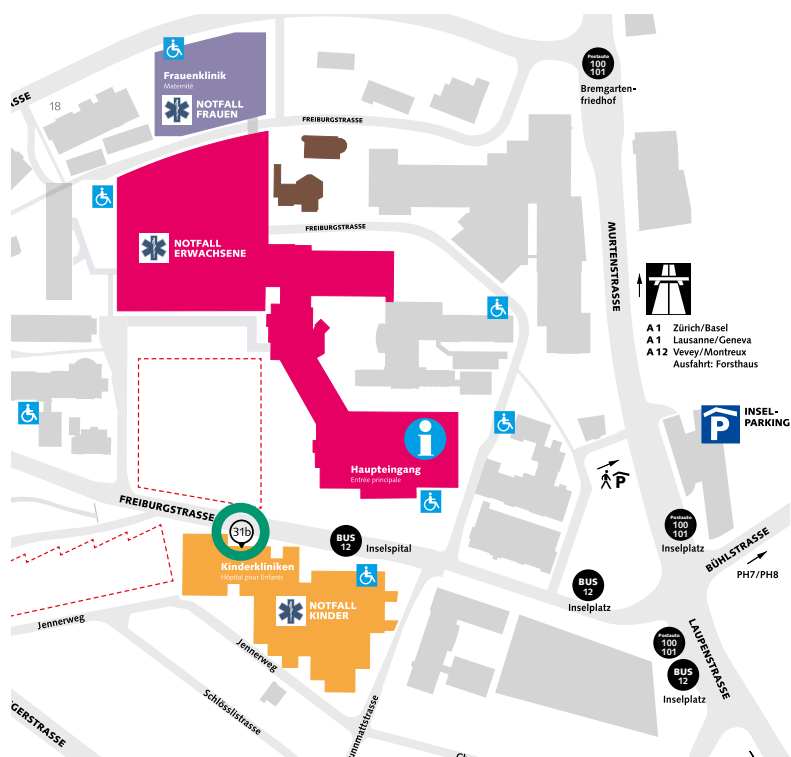 Postauto
100
101
Bremgarten-
friedhof
Frauenklinik
Maternité
NOTFALL
FRAUEN
18
FREIBURGSTRASSE
NOTFALL
ERWACHSENE
FREIBURGSTRASSE
MURTENSTRASSE
A 1 Zürich/Basel
A 1 Lausanne/Geneva
A 12 Vevey/Montreux
Ausfahrt: Forsthaus
P
INSEL-
PARKING
i
Haupteingang
Entrée principale
P
FREIBURGSTRASSE
31b
BUS
12
Inselspital
Postauto
100
101
Inselplatz
BÜHLSTRASSE
PH7/PH8
Kinderkliniken
Hôpital pour Enfants
NOTFALL
KINDER
BUS
12
Inselplatz
Jennerweg
Jennerweg
Postauto
100
101
BUS
12
Inselplatz
LAUPENSTRASSE
Schlösslistrasse